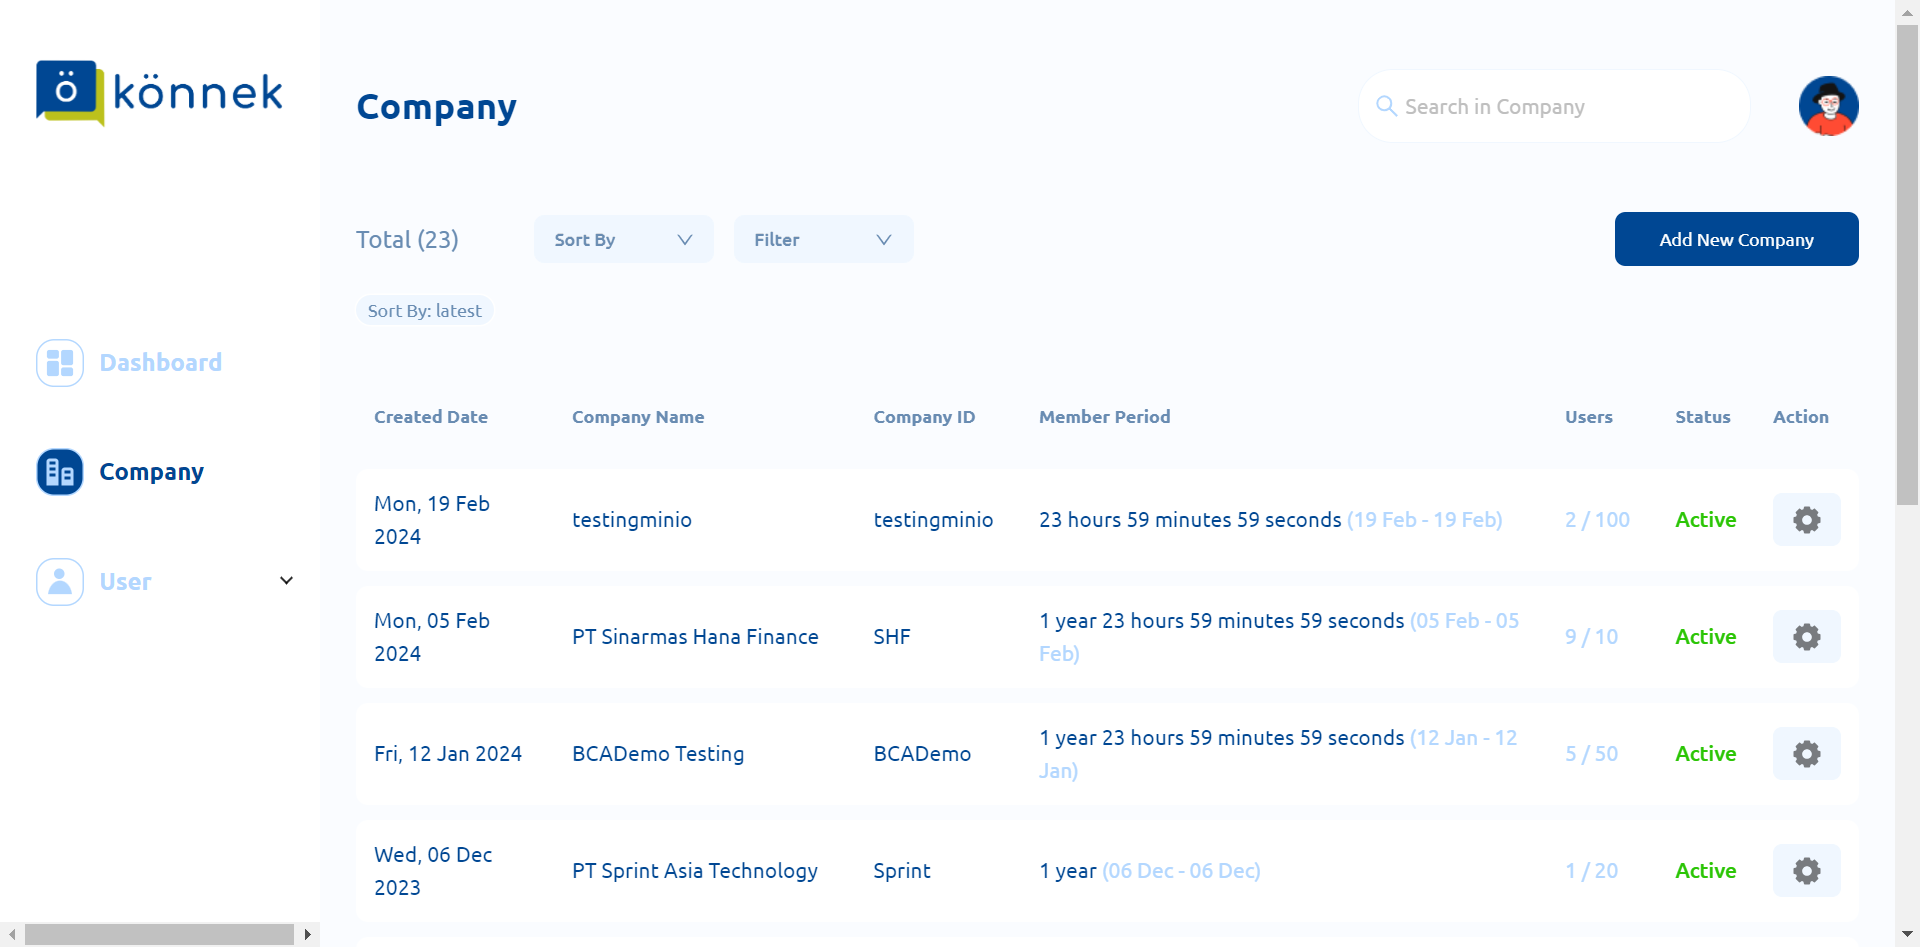 ö könnek
Company
Search in Company
Total (23)
Sort By
Filter
Add New Company
Sort By: latest
Dashboard
Company
User
Created Date Company Name Company ID Member Period Users Status Action
Mon, 19 Feb
2024
testingminio
testingminio
23 hours 59 minutes 59 seconds (19 Feb - 19 Feb)
2 / 100
Active
Mon, 05 Feb
2024
PT Sinarmas Hana Finance
SHF
1 year 23 hours 59 minutes 59 seconds (05 Feb - 05
Feb)
9 / 10
Active
Fri, 12 Jan 2024
BCADemo Testing
BCADemo
1 year 23 hours 59 minutes 59 seconds (12 Jan - 12
Jan)
5 / 50
Active
Wed, 06 Dec
2023
PT Sprint Asia Technology
Sprint
1 year (06 Dec - 06 Dec)
1 / 20
Active